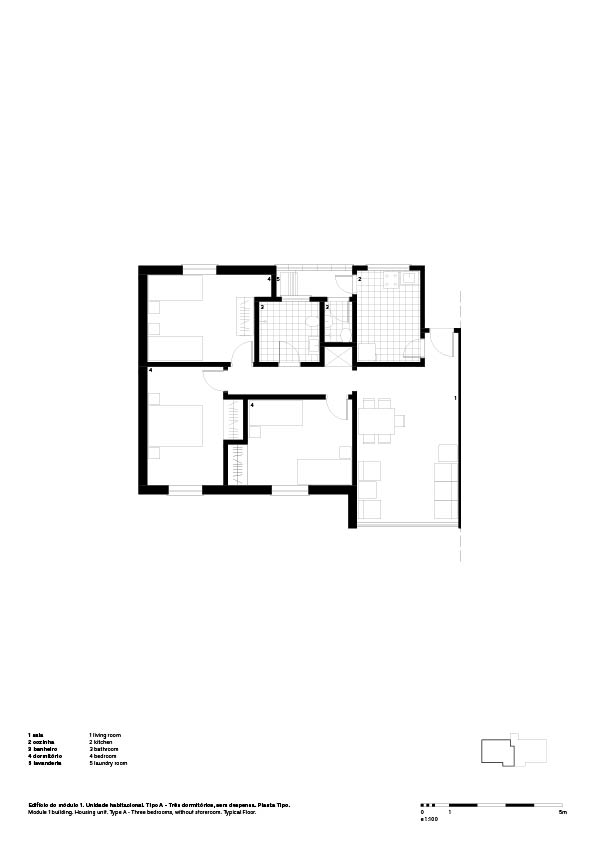 4
5
2
3
3
4
4
1
1 sala 1 living room
2 cozinha 2 kitchen
3 banheiro 3 bathroom
4 dormitório 4 bedroom
5 lavanderia 5 laundry room
Edifício do módulo 1. Unidade habitacional. Tipo A - Três dormitórios, sem despensa. Planta Tipo.
Module 1 building. Housing unit. Type A - Three bedrooms, without storeroom. Typical Floor.
0 1 5m
e 1:100